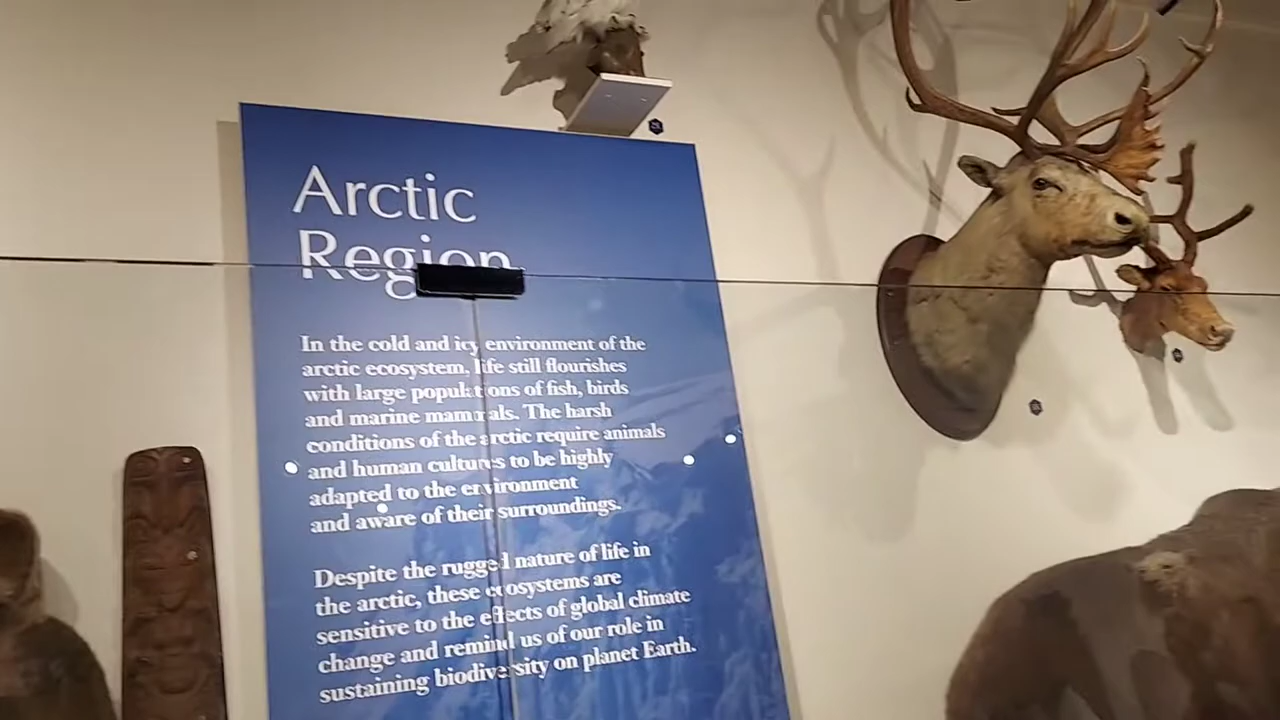 Arctic
Region
In the cold and icy environment of the
arctic ecosystem, life still flourishes
with large populations of fish, birds
and marine mammals. The harsh
conditions of the arctic require animals
and human cultures to be highly
adapted to the environment
and aware of their surroundings.
Despite the rugged nature of life in
the arctic, these ecosystems are
sensitive to the effects of global climate
change and remind us of our role in
sustaining biodiversity on planet Earth.